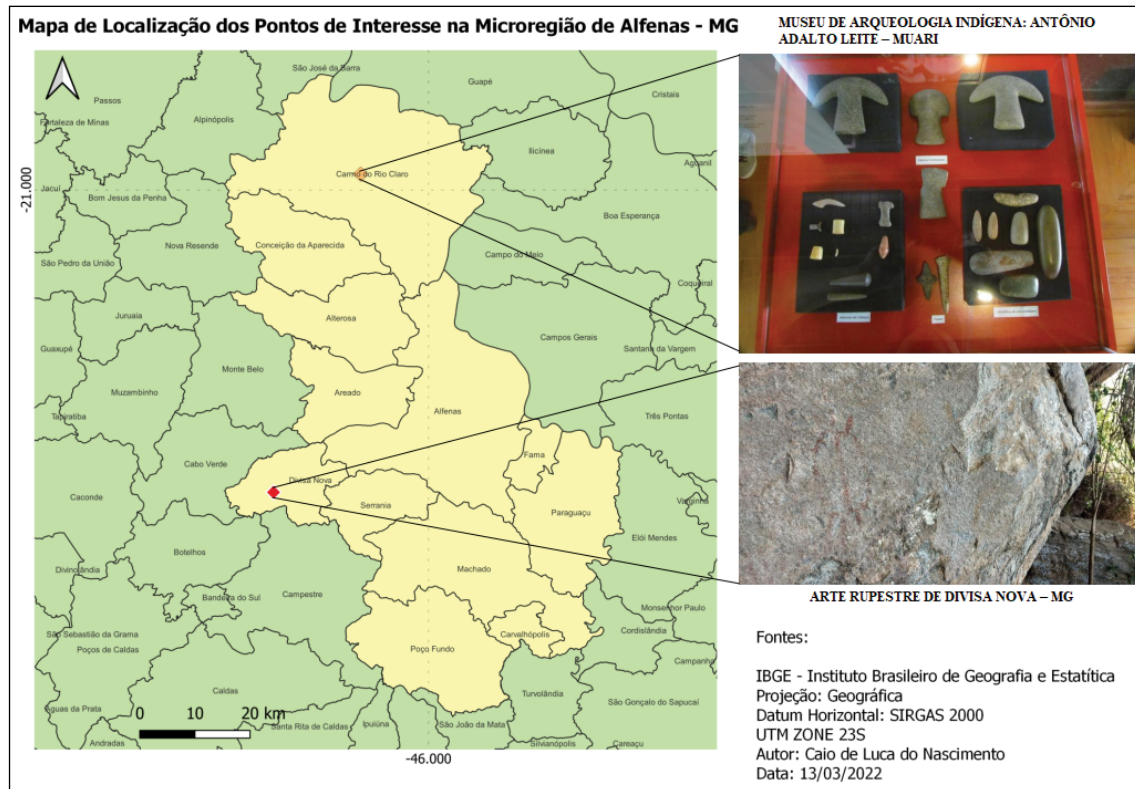 Mapa de Localização dos Pontos de Interesse na Microregião de Alfenas - MG
MUSEU DE ARQUEOLOGIA INDÍGENA: ANTÔNIO
ADALTO LEITE – MUARI
São José da Barra
Guapé
Passos
Cristais
Fortaleza de Minas
Alpinópolis
Ilicínea
Aguanil
Carmo do Rio Claro
-21.000
Jacuí
Bom Jesus da Penha
Boa Esperança
Nova Resende
Conceição da Aparecida
Campo do Meio
São Pedro da União
Coqueiral
Juruaia
Alterosa
Campos Gerais
Guaxupé
Santana da Vargem
Monte Belo
Muzambinho
Areado
Alfenas
Tapiratiba
Três Pontas
Cabo Verde
Fama
Divisa Nova
Caconde
Serrania
Paraguaçu
Varginha
Elói Mendes
Botelhos
Divinolândia
Machado
Campestre
Bandeira do Sul
Monsenhor Paulo
São Sebastião da Grama
Carvalhópolis
Cordislândia
Poços de Caldas
Poço Fundo
Campanha
Caldas
Turvolândia
São Gonçalo do Sapucaí
Águas da Prata
0 10 20 km
Santa Rita de Caldas
Ipuiúna
São João da Mata
Andradas
Silvianópolis
Careaçu
-46.000
ARTE RUPESTRE DE DIVISA NOVA – MG
Fontes:
IBGE - Instituto Brasileiro de Geografia e Estatítica
Projeção: Geográfica
Datum Horizontal: SIRGAS 2000
UTM ZONE 23S
Autor: Caio de Luca do Nascimento
Data: 13/03/2022